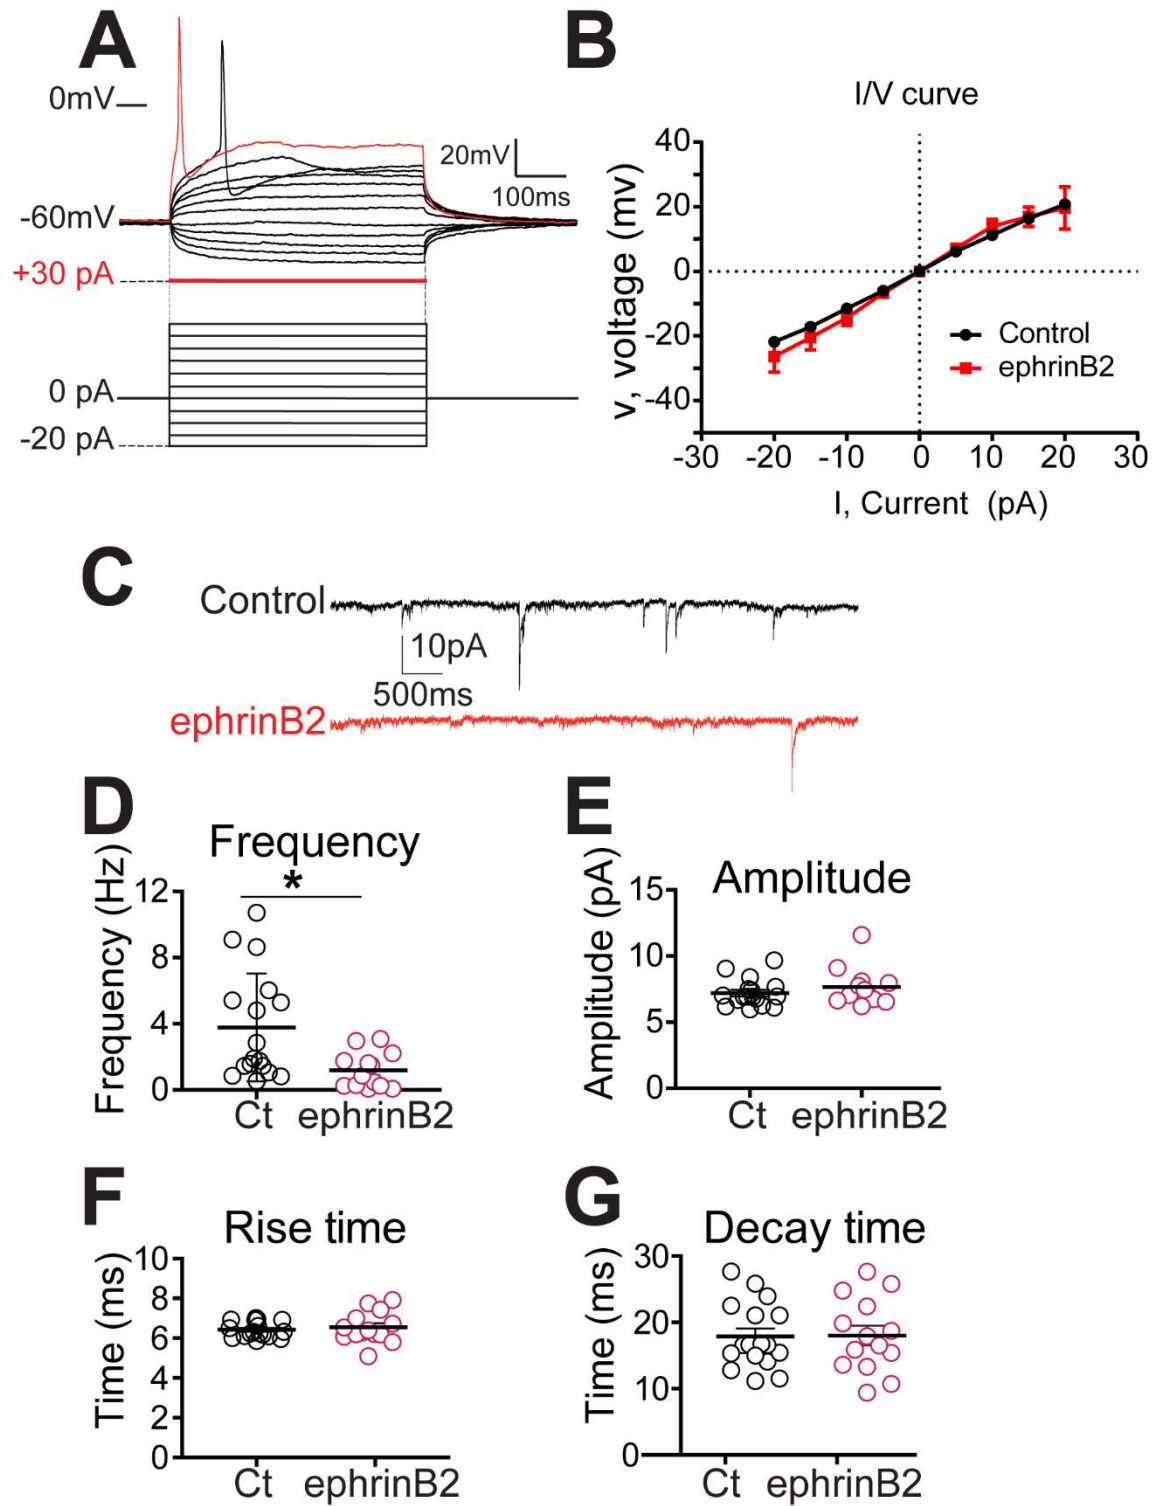 A
0mV
-60mV
20mV
100ms
+30 pA
0 pA
-20 pA
B
I/V curve
v, voltage (mv)
40
20
0
-20
-40
-30 -20 -10 0 10 20 30
I, Current (pA)
Control
ephrinB2
C
Control
10pA
500ms
ephrinB2
D
Frequency
*
Frequency (Hz)
12
8
4
0
Ct ephrinB2
E
Amplitude
Amplitude (pA)
15
10
5
0
Ct ephrinB2
F
Rise time
Time (ms)
10
8
6
4
2
0
Ct ephrinB2
G
Decay time
Time (ms)
30
20
10
0
Ct ephrinB2